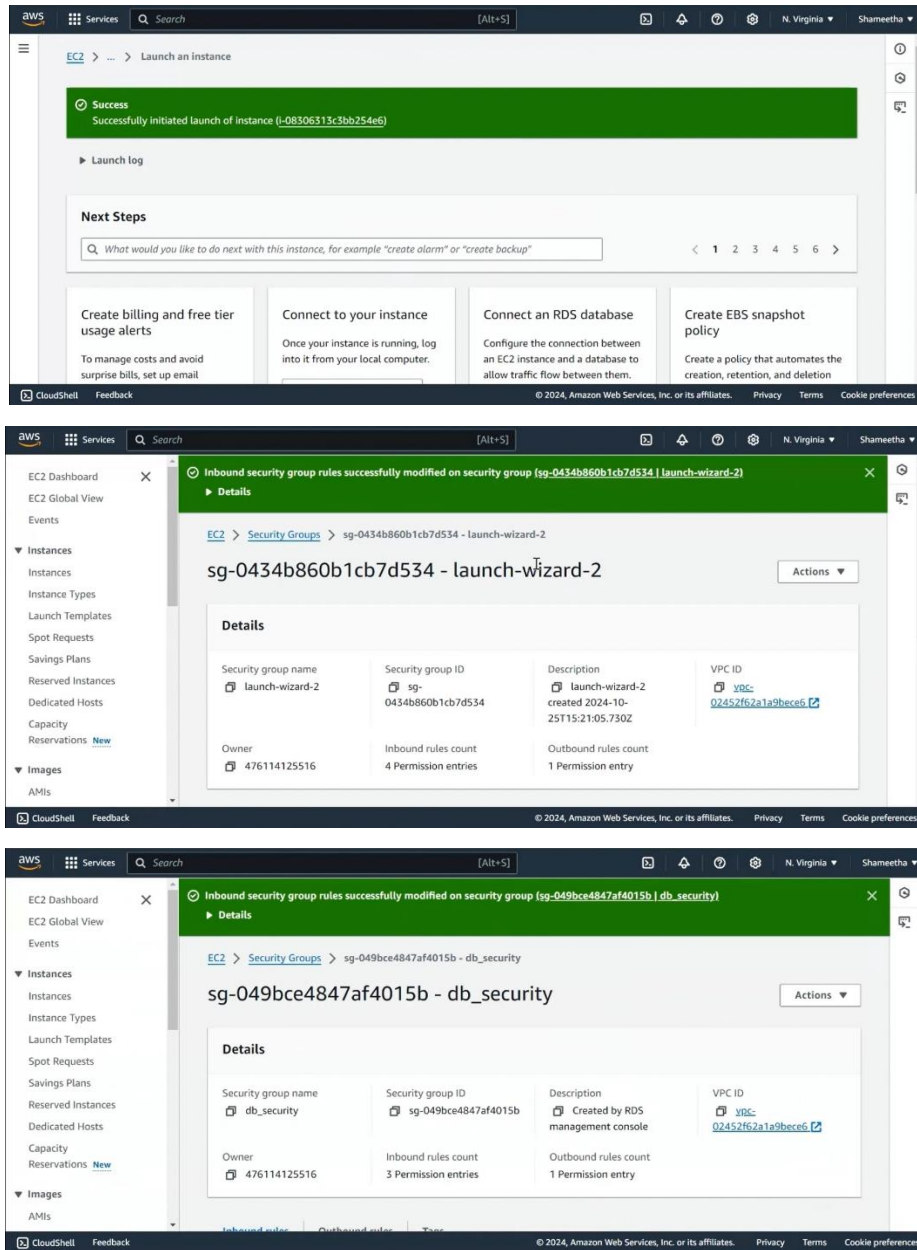 aws Services Search [Alt+S] N. Virginia Shameetha
EC2 > ... > Launch an instance
Success
Successfully initiated launch of instance (i-08306313c3bb254e6)
Launch log
Next Steps
What would you like to do next with this instance, for example "create alarm" or "create backup"
< 1 2 3 4 5 6 >
Create billing and free tier
usage alerts
To manage costs and avoid
surprise bills, set up email
Connect to your instance
Once your instance is running, log
into it from your local computer.
Connect an RDS database
Configure the connection between
an EC2 instance and a database to
allow traffic flow between them.
Create EBS snapshot
policy
Create a policy that automates the
creation, retention, and deletion
CloudShell Feedback © 2024, Amazon Web Services, Inc. or its affiliates. Privacy Terms Cookie preferences
aws Services Search [Alt+S] N. Virginia Shameetha
EC2 Dashboard
EC2 Global View
Events
Instances
Instances
Instance Types
Launch Templates
Spot Requests
Savings Plans
Reserved Instances
Dedicated Hosts
Capacity
Reservations New
Images
AMIs
Inbound security group rules successfully modified on security group (sg-0434b860b1cb7d534 | launch-wizard-2)
Details
EC2 > Security Groups > sg-0434b860b1cb7d534 - launch-wizard-2
sg-0434b860b1cb7d534 - launch-wizard-2
Actions
Details
Security group name
launch-wizard-2
Security group ID
sg-
0434b860b1cb7d534
Description
launch-wizard-2
created 2024-10-
25T15:21:05.730Z
VPC ID
vpc-
02452f62a1a9bece6
Owner
476114125516
Inbound rules count
4 Permission entries
Outbound rules count
1 Permission entry
CloudShell Feedback © 2024, Amazon Web Services, Inc. or its affiliates. Privacy Terms Cookie preferences
aws Services Search [Alt+S] N. Virginia Shameetha
EC2 Dashboard
EC2 Global View
Events
Instances
Instances
Instance Types
Launch Templates
Spot Requests
Savings Plans
Reserved Instances
Dedicated Hosts
Capacity
Reservations New
Images
AMIs
Inbound security group rules successfully modified on security group (sg-049bce4847af4015b | db_security)
Details
EC2 > Security Groups > sg-049bce4847af4015b - db_security
sg-049bce4847af4015b - db_security
Actions
Details
Security group name
db_security
Security group ID
sg-049bce4847af4015b
Description
Created by RDS
management console
VPC ID
vpc-
02452f62a1a9bece6
Owner
476114125516
Inbound rules count
3 Permission entries
Outbound rules count
1 Permission entry
Inbound rules Outbound rules Tags
CloudShell Feedback © 2024, Amazon Web Services, Inc. or its affiliates. Privacy Terms Cookie preference